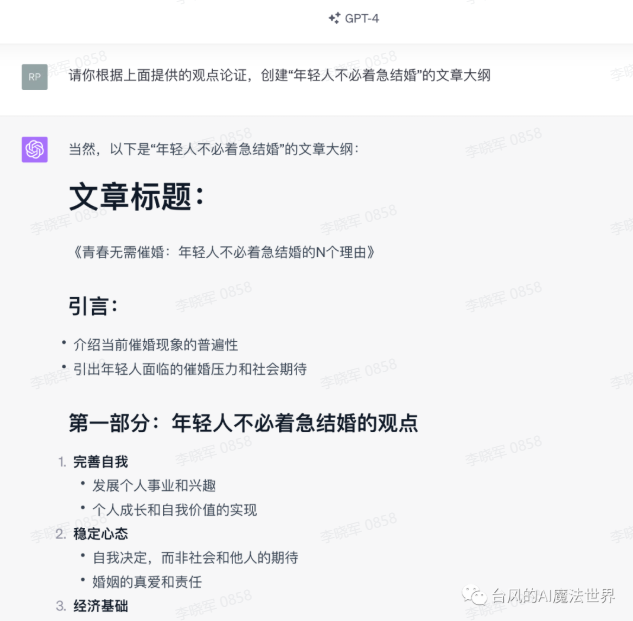 GPT-4
李晓军 0858
RP
请你根据上面提供的观点论证，创建“年轻人不必着急结婚”的文章大纲
当然，以下是“年轻人不必着急结婚”的文章大纲：
文章标题：
《青春无需催婚：年轻人不必着急结婚的N个理由》
引言：
• 介绍当前催婚现象的普遍性
• 引出年轻人面临的催婚压力和社会期待
第一部分：年轻人不必着急结婚的观点
1. 完善自我
• 发展个人事业和兴趣
• 个人成长和自我价值的实现
2. 稳定心态
• 自我决定，而非社会和他人的期待
• 婚姻的真爱和责任
3. 经济基础
台风的AI魔法世界